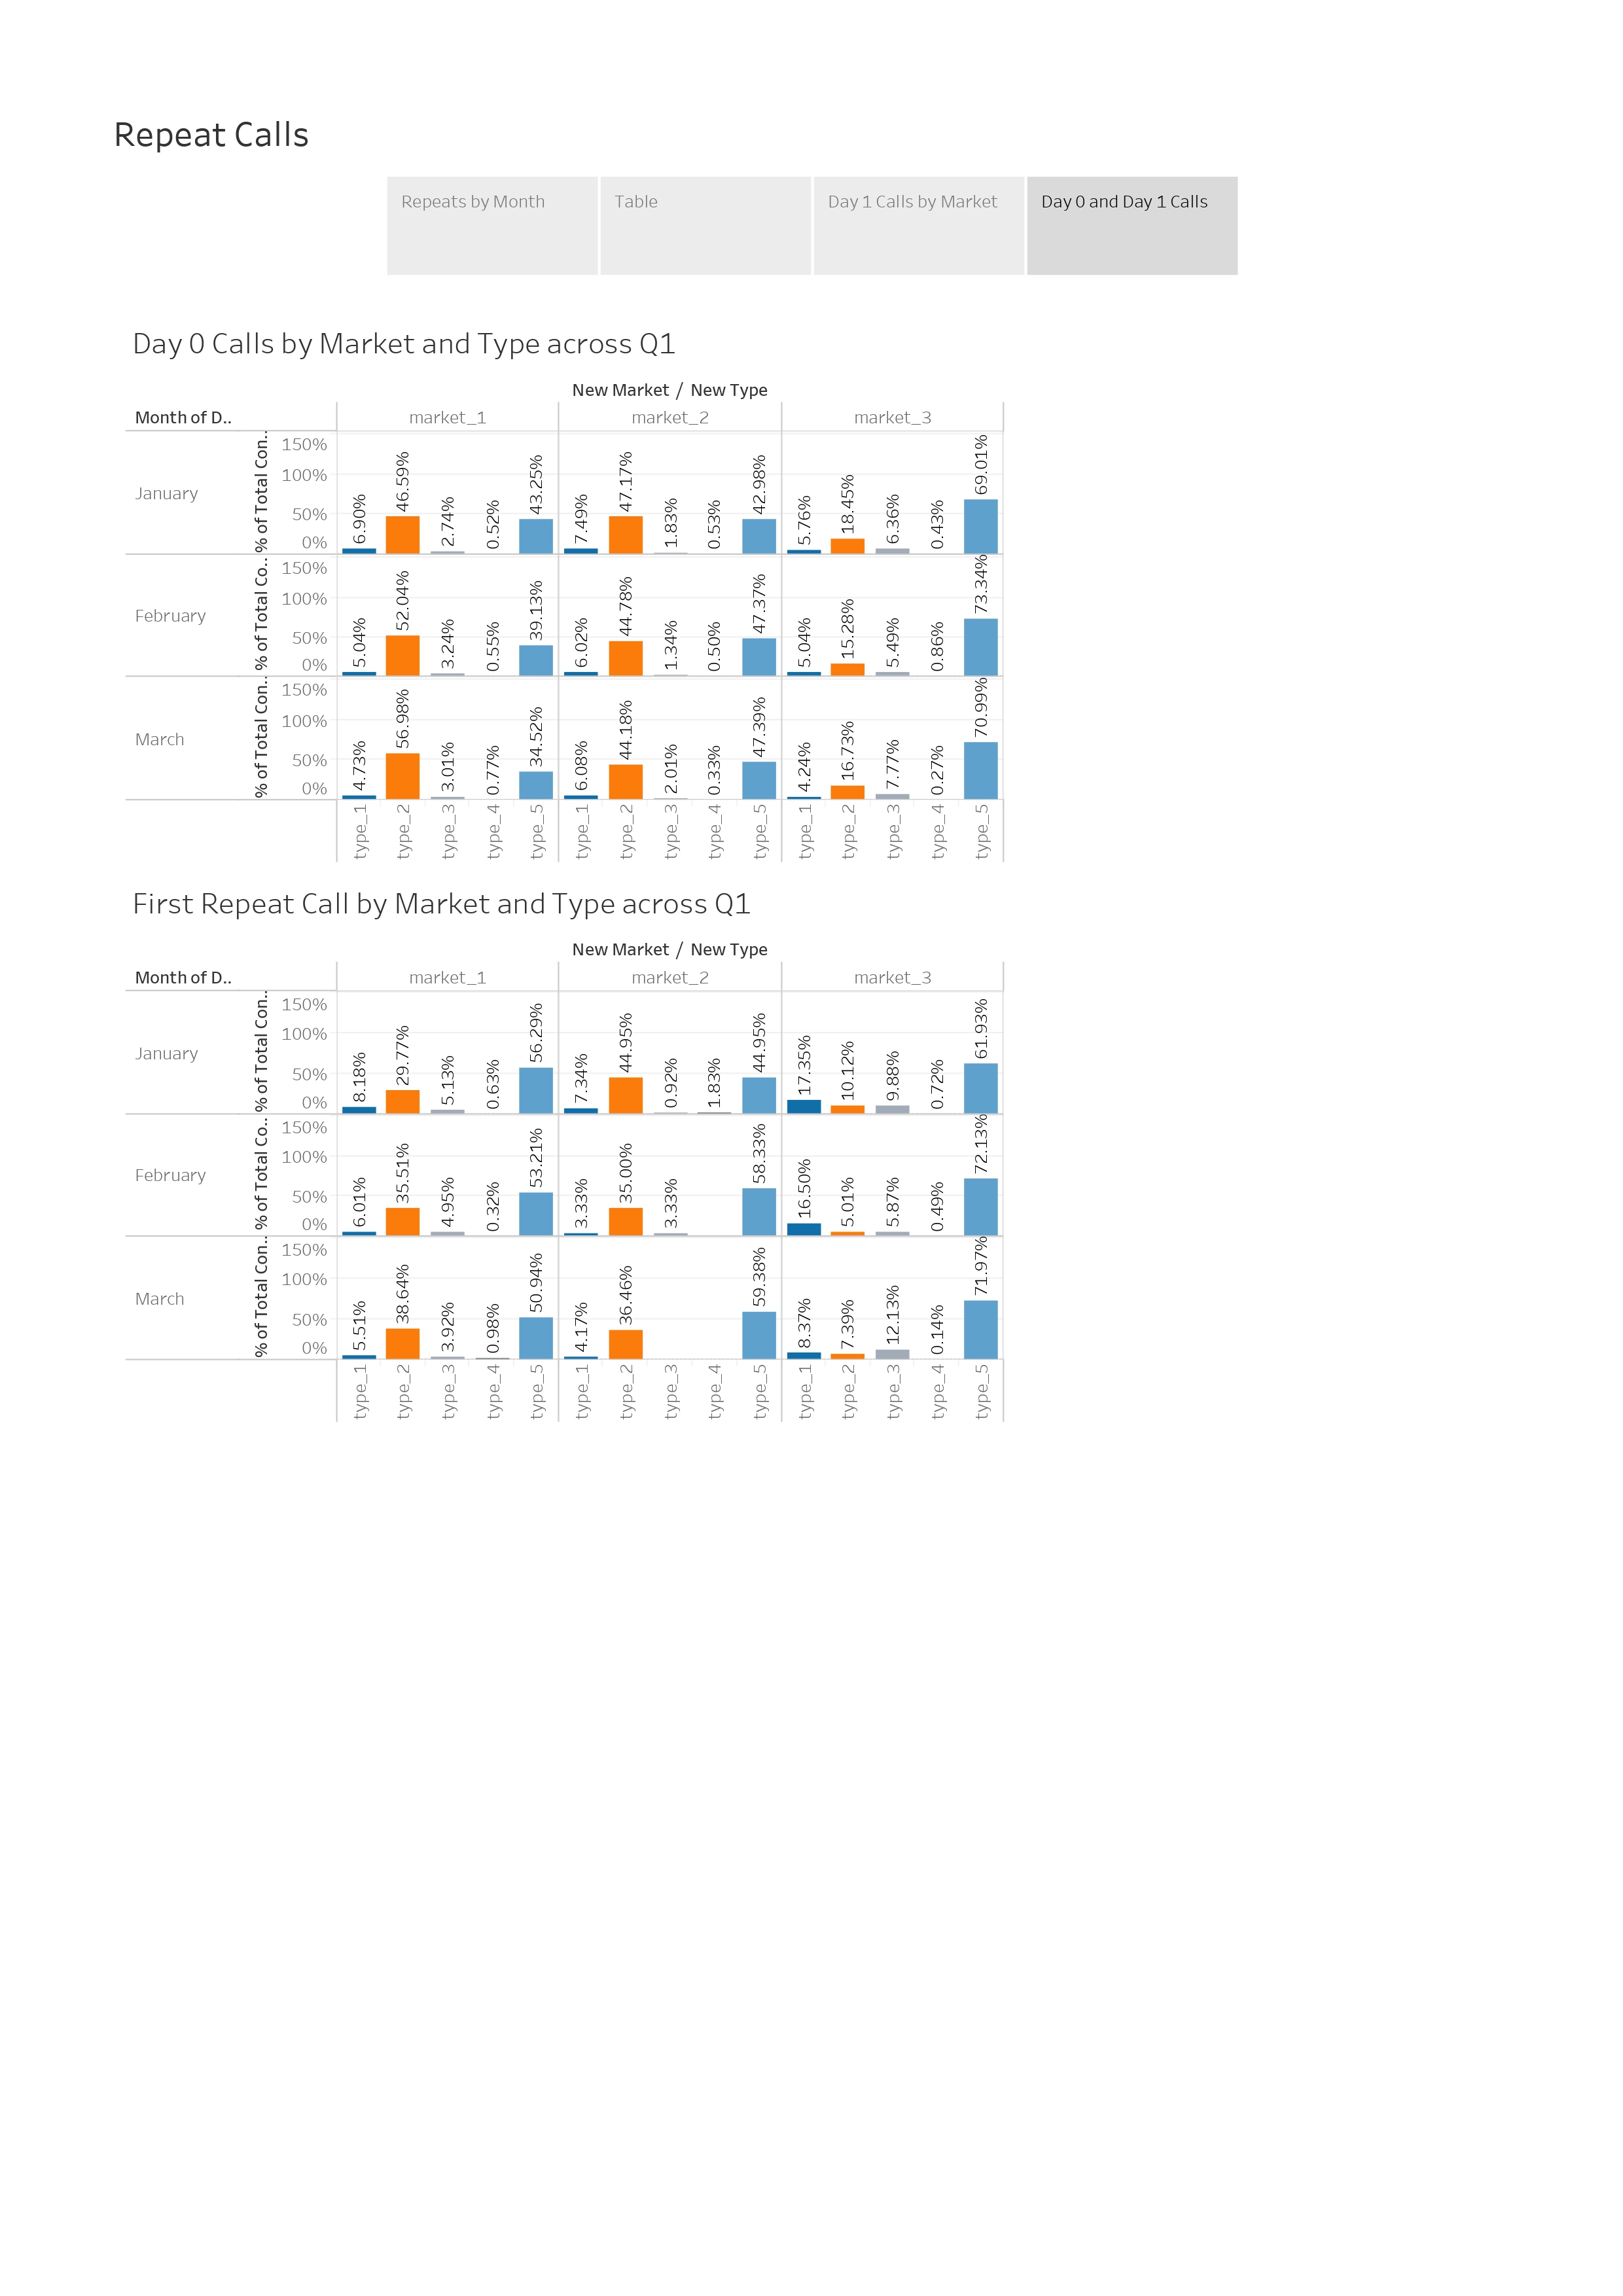 Repeat Calls
Repeats by Month
Table
Day 1 Calls by Market
Day 0 and Day 1 Calls
Day 0 Calls by Market and Type across Q1
New Market / New Type
Month of D.. market_1 market_2 market_3
January
% of Total Con..
150%
100%
50%
0%
6.90% 46.59% 2.74% 0.52% 43.25% 7.49% 47.17% 1.83% 0.53% 42.98% 5.76% 18.45% 6.36% 0.43% 69.01%
February
% of Total Co..
150%
100%
50%
0%
5.04% 52.04% 3.24% 0.55% 39.13% 6.02% 44.78% 1.34% 0.50% 47.37% 5.04% 15.28% 5.49% 0.86% 73.34%
March
% of Total Con..
150%
100%
50%
0%
4.73% 56.98% 3.01% 0.77% 34.52% 6.08% 44.18% 2.01% 0.33% 47.39% 4.24% 16.73% 7.77% 0.27% 70.99%
type_1 type_2 type_3 type_4 type_5 type_1 type_2 type_3 type_4 type_5 type_1 type_2 type_3 type_4 type_5
First Repeat Call by Market and Type across Q1
New Market / New Type
Month of D.. market_1 market_2 market_3
January
% of Total Con..
150%
100%
50%
0%
8.18% 29.77% 5.13% 0.63% 56.29% 7.34% 44.95% 0.92% 1.83% 44.95% 17.35% 10.12% 9.88% 0.72% 61.93%
February
% of Total Co..
150%
100%
50%
0%
6.01% 35.51% 4.95% 0.32% 53.21% 3.33% 35.00% 3.33% 58.33% 16.50% 5.01% 5.87% 0.49% 72.13%
March
% of Total Con..
150%
100%
50%
0%
5.51% 38.64% 3.92% 0.98% 50.94% 4.17% 36.46% 59.38% 8.37% 7.39% 12.13% 0.14% 71.97%
type_1 type_2 type_3 type_4 type_5 type_1 type_2 type_3 type_4 type_5 type_1 type_2 type_3 type_4 type_5